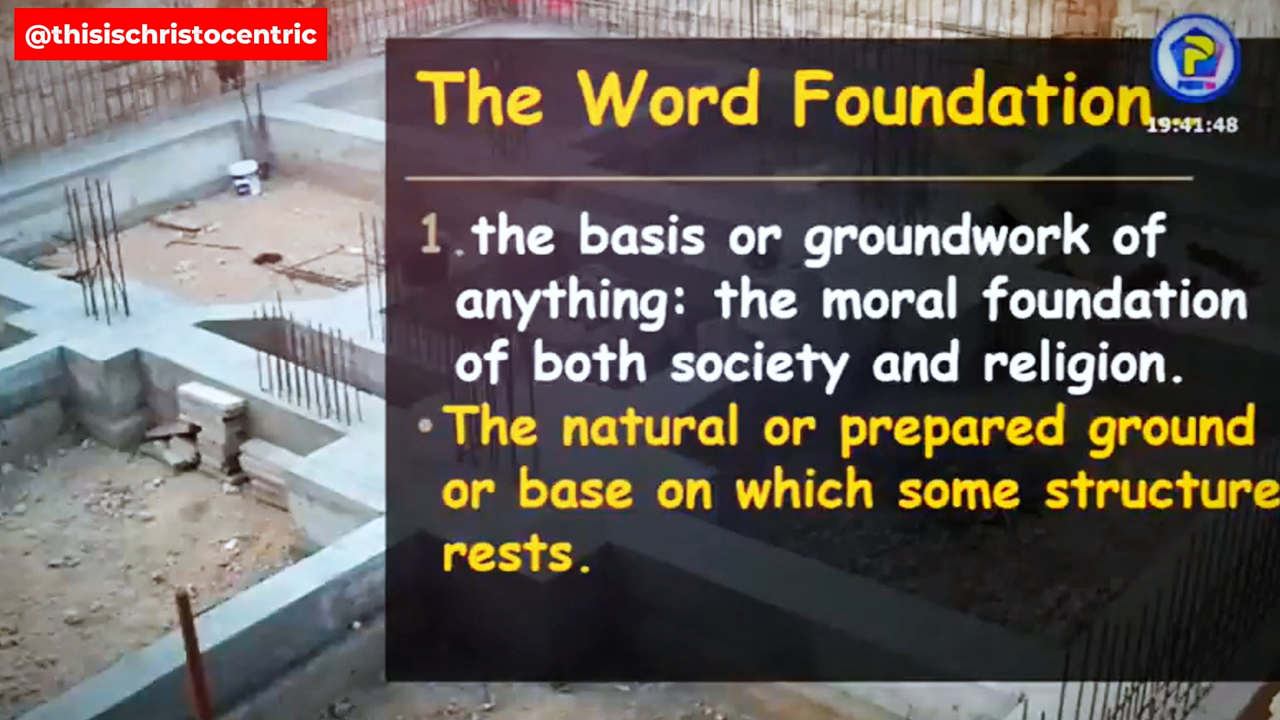 @thisischristocentric
The Word Foundation
19:41:48
1. the basis or groundwork of
anything: the moral foundation
of both society and religion.
• The natural or prepared ground
or base on which some structure
rests.